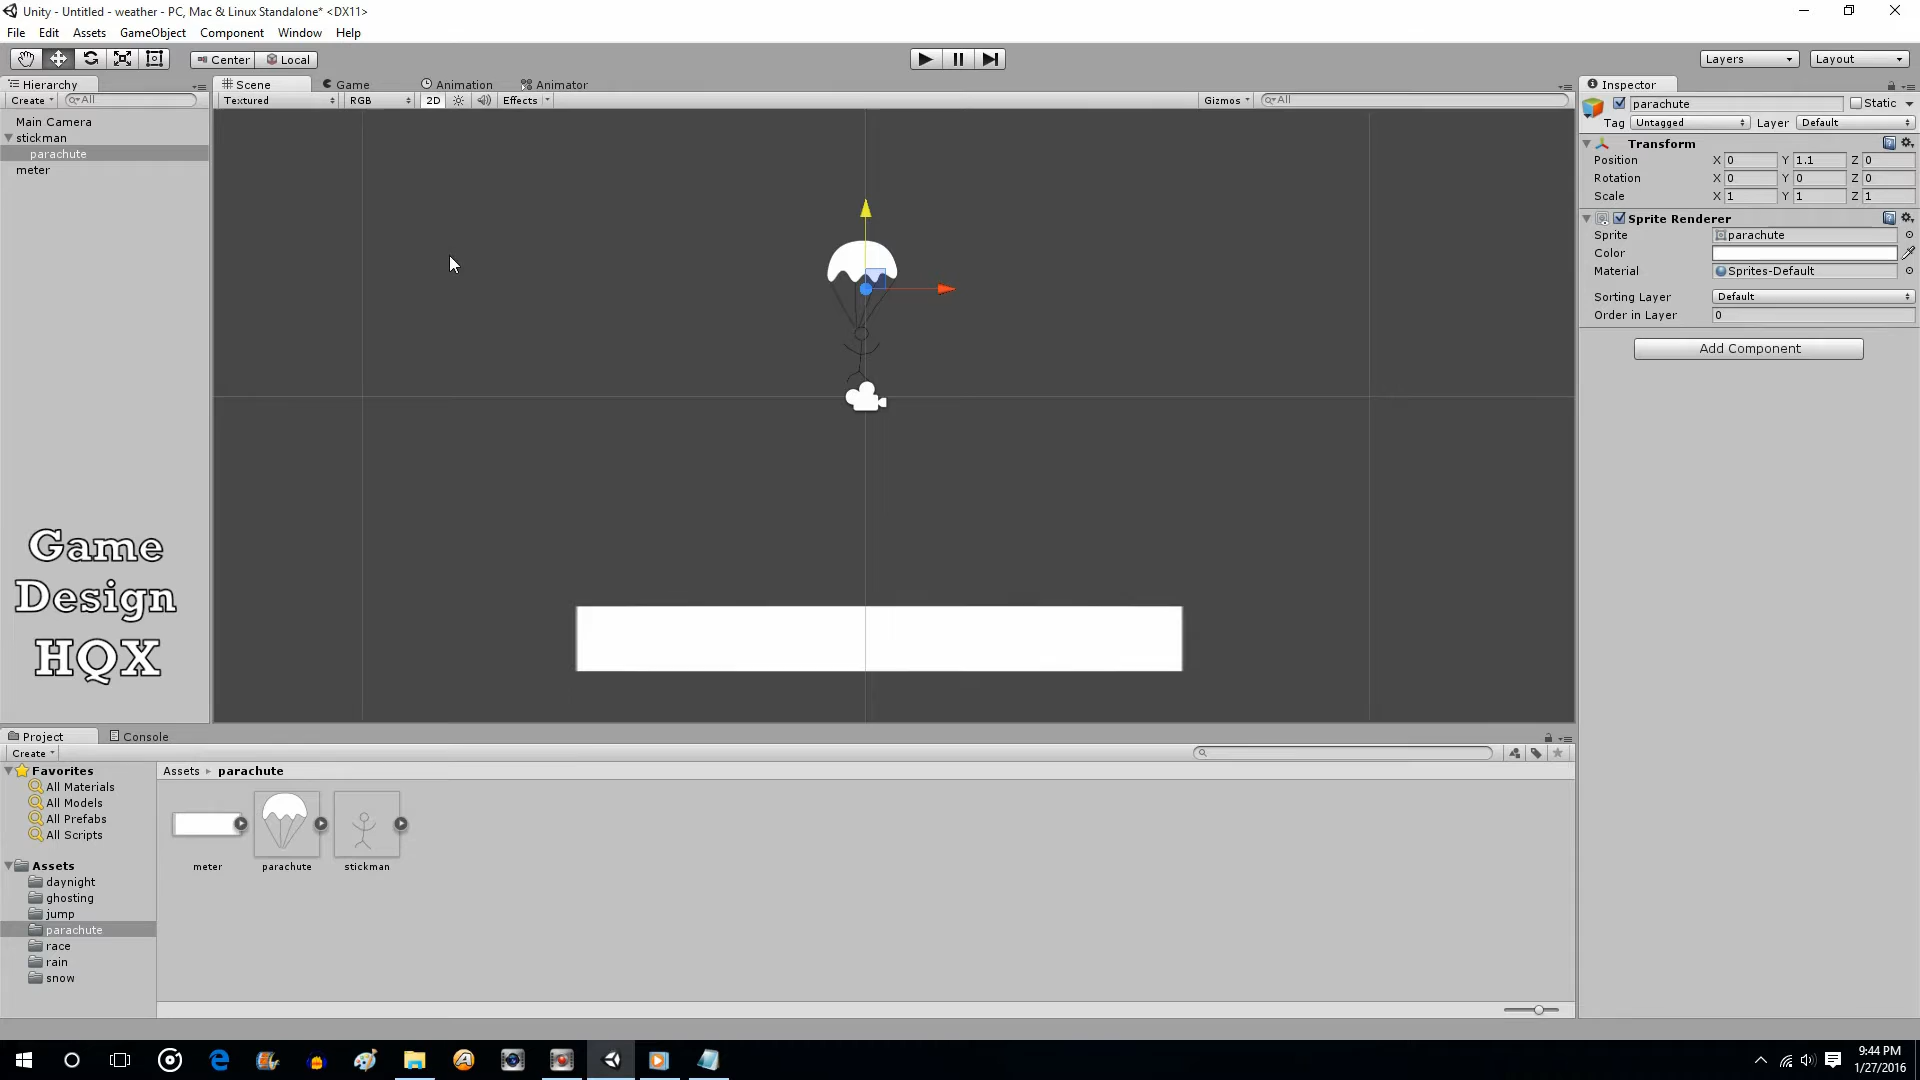 Unity - Untitled - weather - PC, Mac & Linux Standalone* <DX11>
File Edit Assets GameObject Component Window Help
Center Local Layers Layout
Hierarchy Scene Game Animation Animator Inspector
Create All Textured RGB 2D Effects Gizmos All parachute Static
Main Camera
stickman
parachute
meter
Tag Untagged Layer Default
Transform
Position X 0 Y 1.1 Z 0
Rotation X 0 Y 0 Z 0
Scale X 1 Y 1 Z 1
Sprite Renderer
Sprite parachute
Color
Material Sprites-Default
Sorting Layer Default
Order in Layer 0
Add Component
Game
Design
HQX
Project Console
Create
Favorites
All Materials
All Models
All Prefabs
All Scripts
Assets
daynight
ghosting
jump
parachute
race
rain
snow
Assets parachute
meter parachute stickman
9:44 PM
1/27/2016